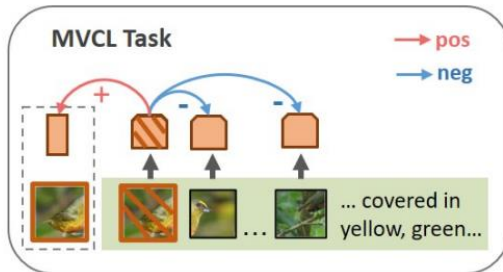 MVCL Task
pos
neg
+
-
-
...
... covered in
yellow, green...